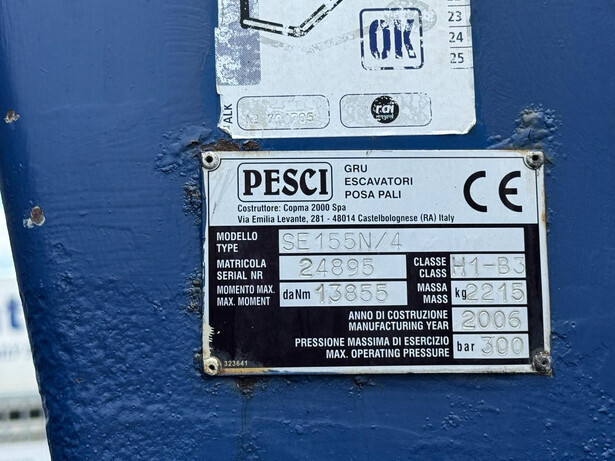 23
24
25
OK
ALK
rai
PESCI
GRU
ESCAVATORI
POSA PALI
CE
Costruttore: Copma 2000 Spa
Via Emilia Levante, 281 - 48014 Castelbolognese (RA) Italy
MODELLO
TYPE
SE155N/4
MATRICOLA
SERIAL NR
24895
CLASSE
CLASS
H1-B3
MOMENTO MAX.
MAX. MOMENT
daNm 13855
MASSA
MASS
kg 2215
ANNO DI COSTRUZIONE
MANUFACTURING YEAR
2006
PRESSIONE MASSIMA DI ESERCIZIO
MAX. OPERATING PRESSURE
bar 300
323641